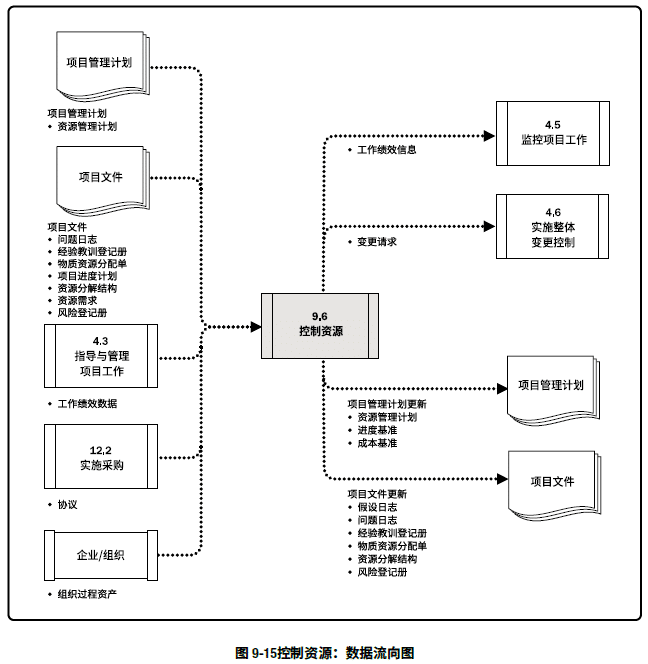 项目管理计划
项目管理计划
• 资源管理计划
项目文件
项目文件
• 问题日志
• 经验教训登记册
• 物质资源分配单
• 项目进度计划
• 资源分解结构
• 资源需求
• 风险登记册
4.3
指导与管理
项目工作
• 工作绩效数据
12.2
实施采购
• 协议
企业/组织
• 组织过程资产
9.6
控制资源
• 工作绩效信息
4.5
监控项目工作
• 变更请求
4.6
实施整体
变更控制
项目管理计划
项目管理计划更新
• 资源管理计划
• 进度基准
• 成本基准
项目文件
项目文件更新
• 假设日志
• 问题日志
• 经验教训登记册
• 物质资源分配单
• 资源分解结构
• 风险登记册
图 9-15控制资源：数据流向图